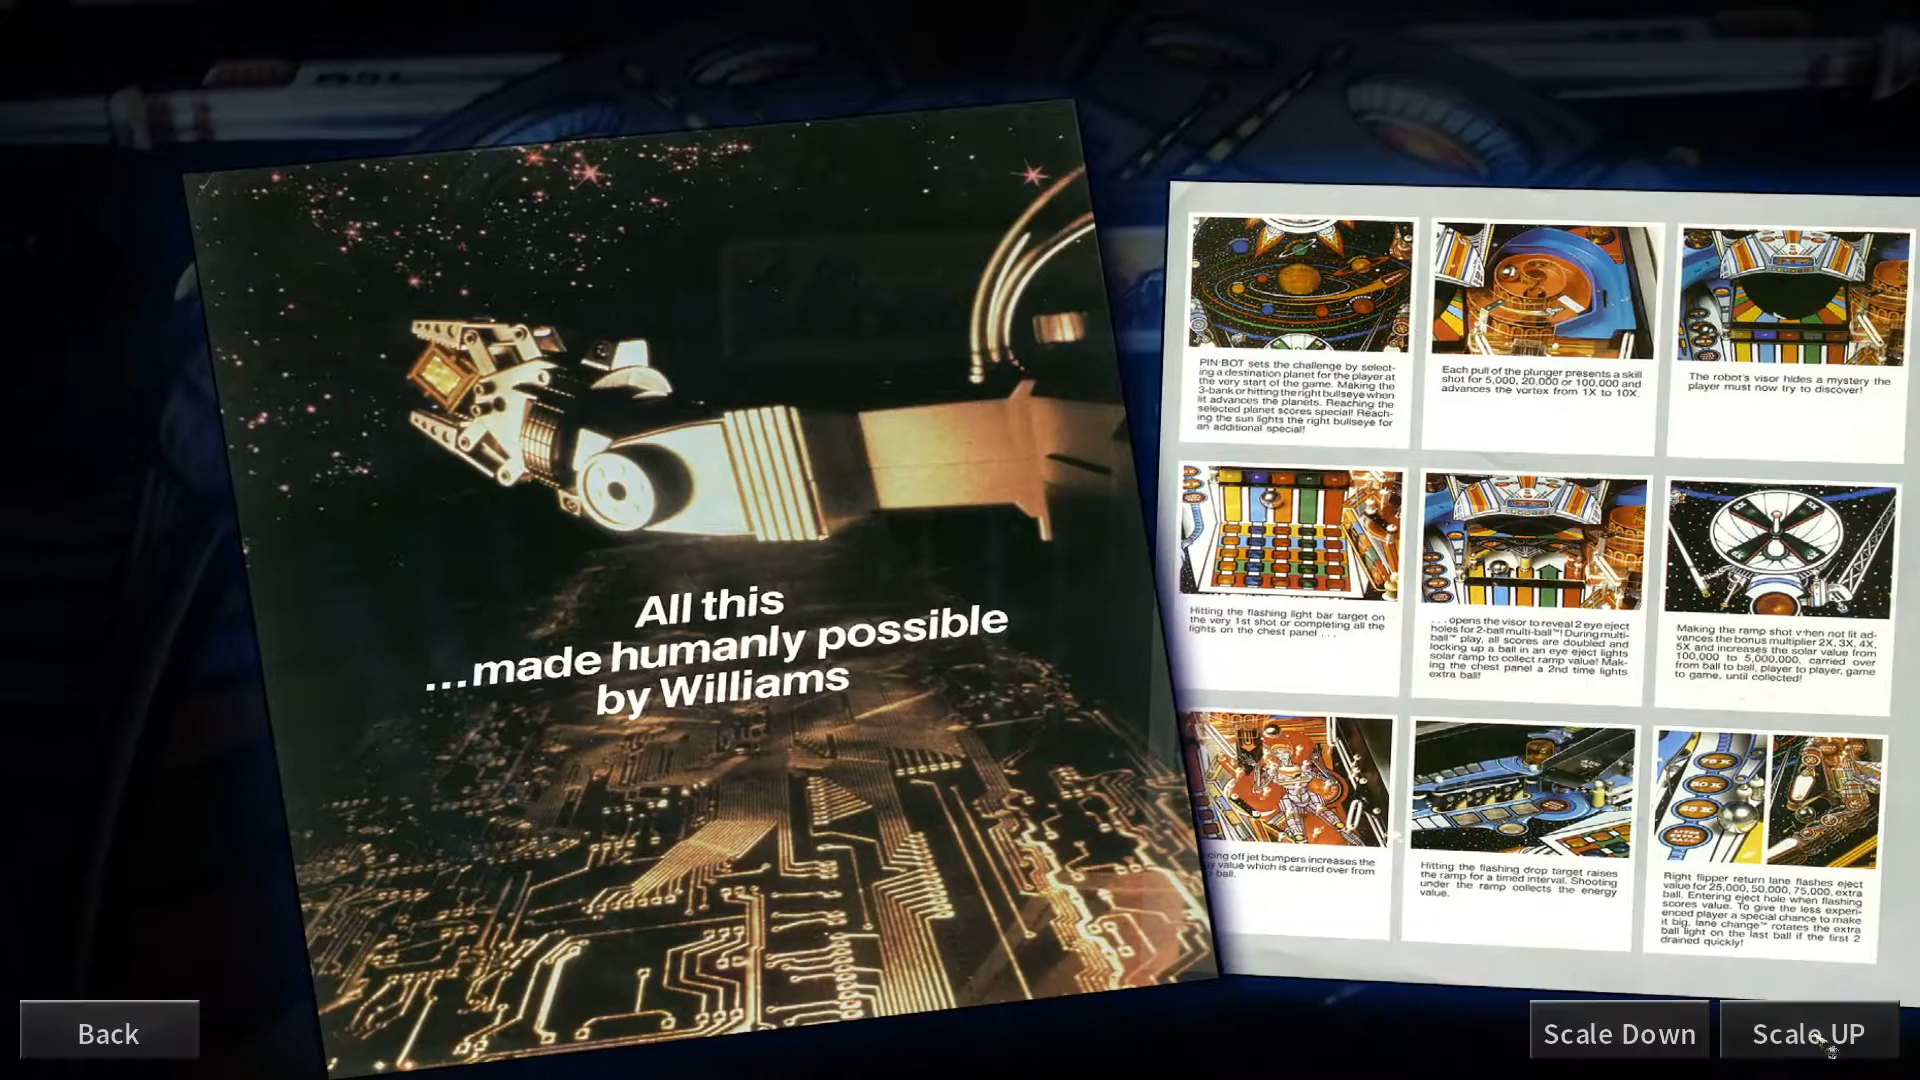 All this
...made humanly possible
by Williams
PIN·BOT sets the challenge by select-
ing a destination planet for the player at
the very start of the game. Making the
3-bank or hitting the right bullseye when
lit advances the planets. Reaching the
selected planet scores special! Reach-
ing the sun lights the right bullseye for
an additional special!
Each pull of the plunger presents a skill
shot for 5,000, 20,000 or 100,000 and
advances the vortex from 1X to 10X.
The robot's visor hides a mystery the
player must now try to discover!
Hitting the flashing light bar target on
the very 1st shot or completing all the
lights on the chest panel ...
...opens the visor to reveal 2 eye eject
holes for 2-ball multi-ball™! During multi-
ball™ play, all scores are doubled and
locking up a ball in an eye eject lights
solar ramp to collect ramp value! Mak-
ing the chest panel a 2nd time lights
extra ball!
Making the ramp shot when not lit ad-
vances the bonus multiplier 2X, 3X, 4X,
5X and increases the solar value from
100,000 to 5,000,000, carried over
from ball to ball, player to player, game
to game, until collected!
cing off jet bumpers increases the
gy value which is carried over from
o ball.
Hitting the flashing drop target raises
the ramp for a timed interval. Shooting
under the ramp collects the energy
value.
Right flipper return lane flashes eject
value for 25,000, 50,000, 75,000, extra
ball. Entering eject hole when flashing
scores value. To give the less experi-
enced player a special chance to make
it big, lane change™ rotates the extra
ball light on the last ball if the first 2
drained quickly!
Back
Scale Down
Scale UP